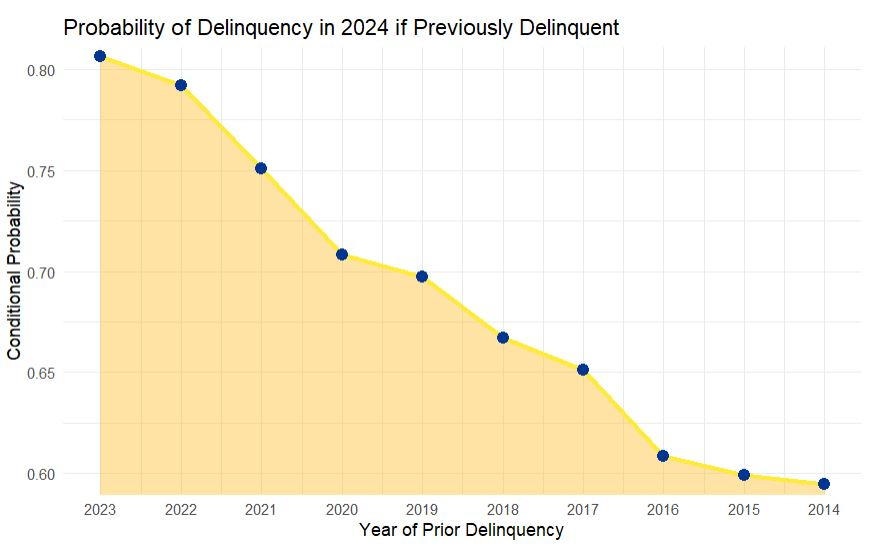 Probability of Delinquency in 2024 if Previously Delinquent
Conditional Probability
0.80
0.75
0.70
0.65
0.60
2023 2022 2021 2020 2019 2018 2017 2016 2015 2014
Year of Prior Delinquency